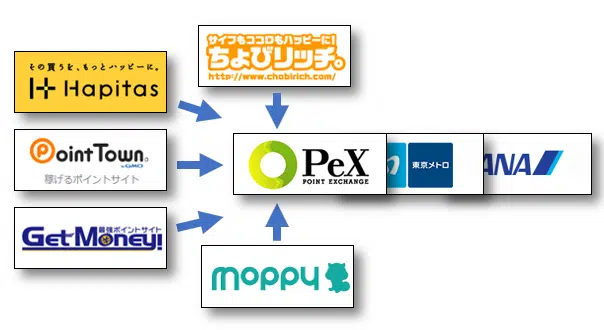 サイフもココロもハッピーに!
ちょびリッチ。
http://www.chobirich.com/
その買うを、もっとハッピーに。
Hapitas
PointTown。
by GMO
稼げるポイントサイト
PeX
POINT EXCHANGE
東京メトロ
ANA
最強ポイントサイト
GetMoney!
moppy